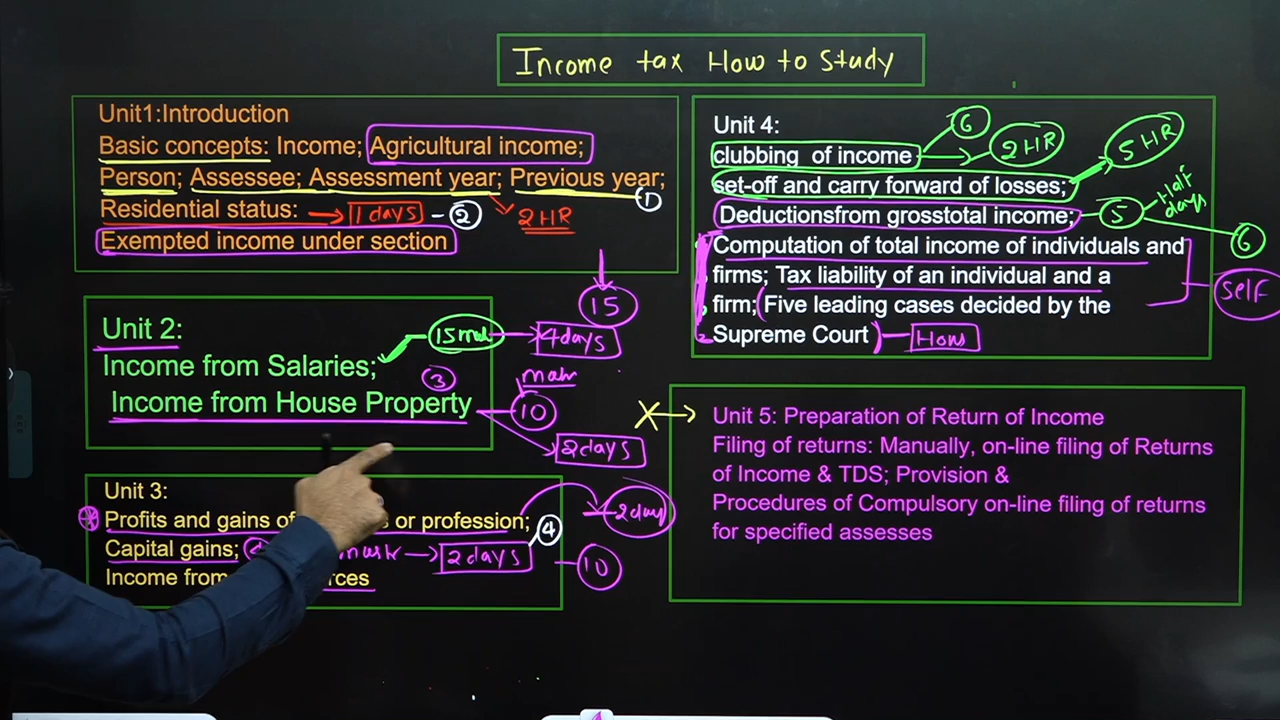 Income tax How to Study
Unit1:Introduction
Basic concepts: Income; Agricultural income;
Person; Assessee; Assessment year; Previous year;
1
Residential status: 1 days - 2
2 HR
Exempted income under section
15
Unit 2:
Income from Salaries;
15 mar
4 days
3
Income from House Property
mar
10
2 days
Unit 3:
Profits and gains of or profession;
2 day
4
Capital gains;
2 days
10
Income from
Unit 4:
6
clubbing of income
2 HR
5 HR
set-off and carry forward of losses;
Deductionsfrom grosstotal income;
5
Half
days
6
Computation of total income of individuals and
firms; Tax liability of an individual and a
firm; Five leading cases decided by the
Supreme Court
self
X
Unit 5: Preparation of Return of Income
Filing of returns: Manually, on-line filing of Returns
of Income & TDS; Provision &
Procedures of Compulsory on-line filing of returns
for specified assesses